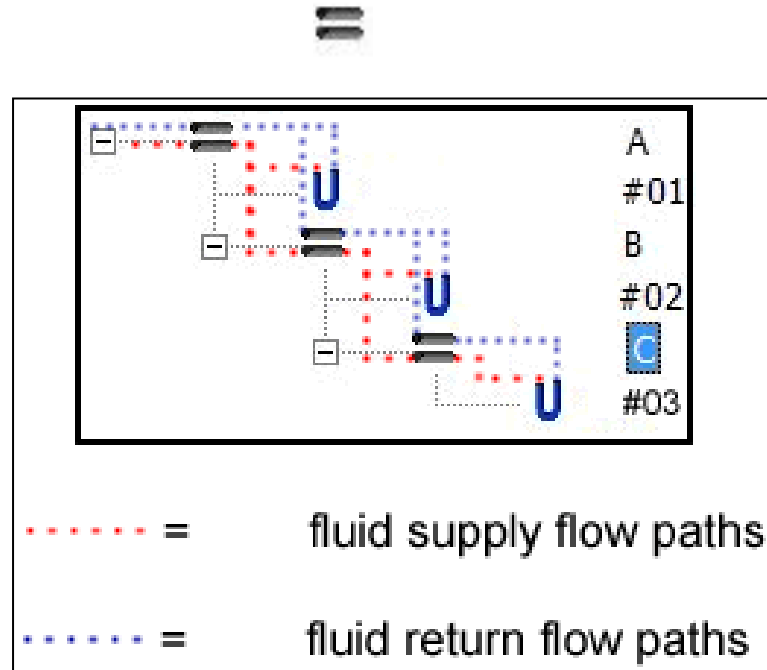 A
#01
B
#02
C
#03
= fluid supply flow paths
= fluid return flow paths